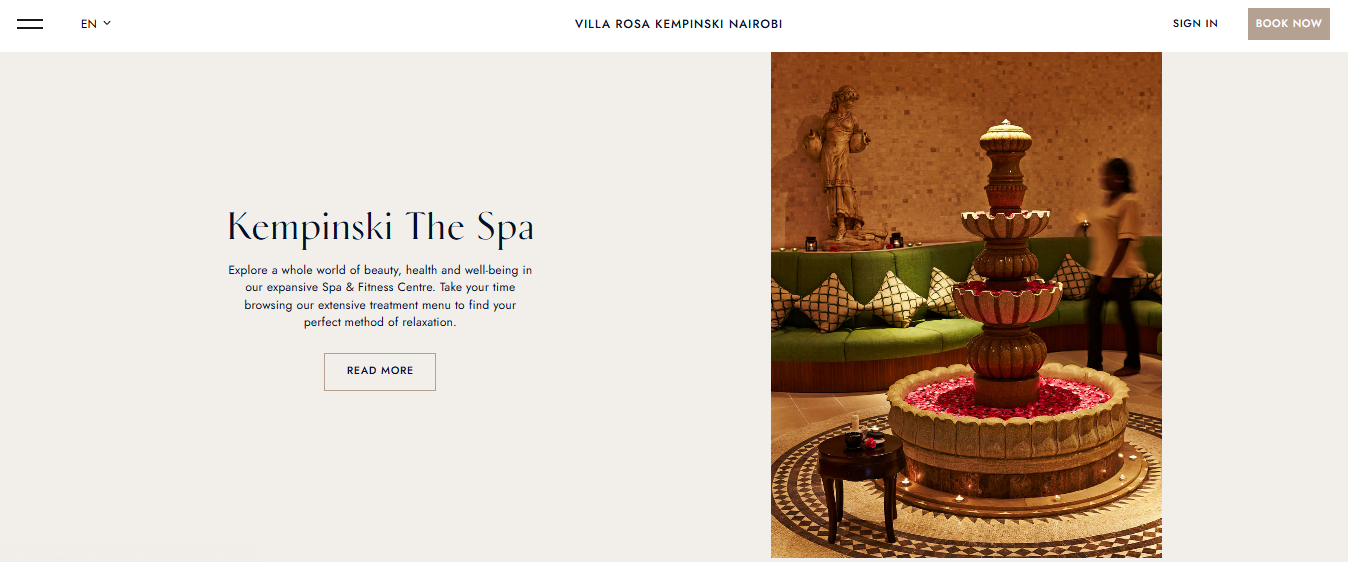 EN
VILLA ROSA KEMPINSKI NAIROBI
SIGN IN
BOOK NOW
Kempinski The Spa
Explore a whole world of beauty, health and well-being in
our expansive Spa & Fitness Centre. Take your time
browsing our extensive treatment menu to find your
perfect method of relaxation.
READ MORE